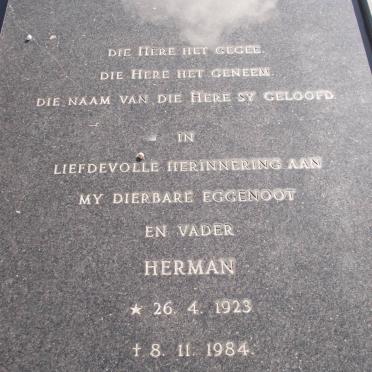 DIE HERE HET GEGEE.
DIE HERE HET GENEEM.
DIE NAAM VAN DIE HERE SY GELOOFD.
IN
LIEFDEVOLLE HERINNERING AAN
MY DIERBARE EGGENOOT
EN VADER
HERMAN
★ 26. 4. 1923
✝ 8. 11. 1984.